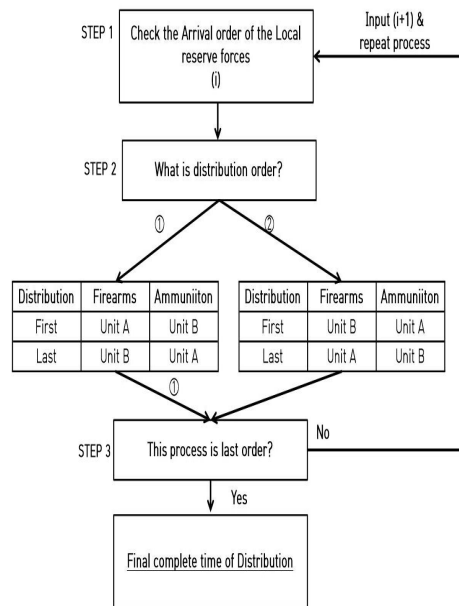 STEP 1
Check the Arrival order of the Local
reserve forces
(i)
Input (i+1) &
repeat process
STEP 2
What is distribution order?
①
②
Distribution Firearms Ammuniiton
First Unit A Unit B
Last Unit B Unit A
Distribution Firearms Ammuniiton
First Unit B Unit A
Last Unit A Unit B
①
STEP 3
This process is last order?
No
Yes
Final complete time of Distribution